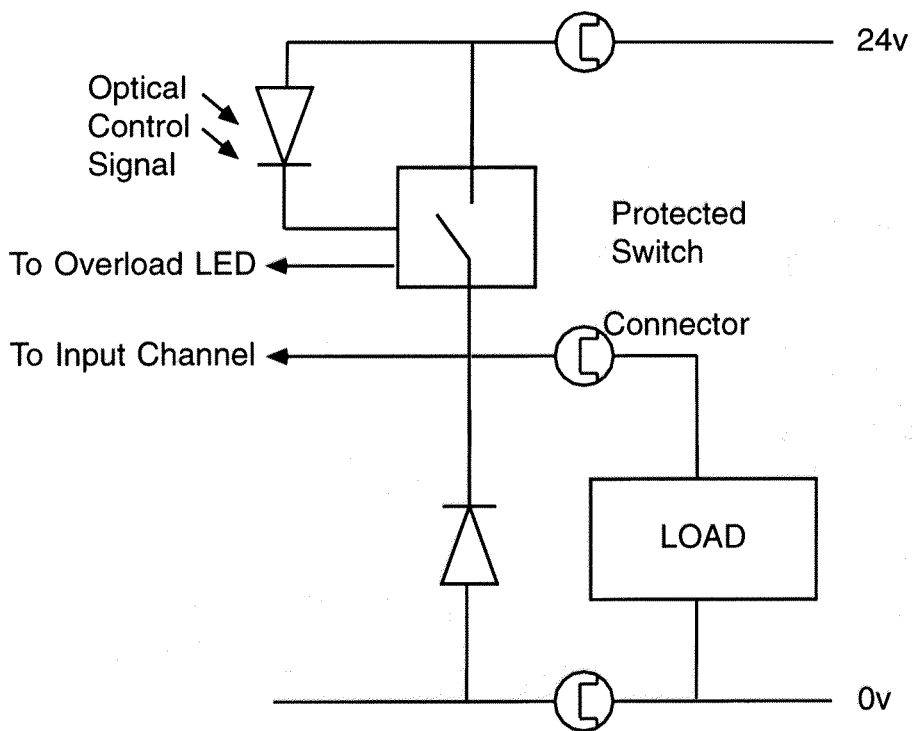 24v
Optical
Control
Signal
Protected
Switch
To Overload LED
Connector
To Input Channel
LOAD
0v